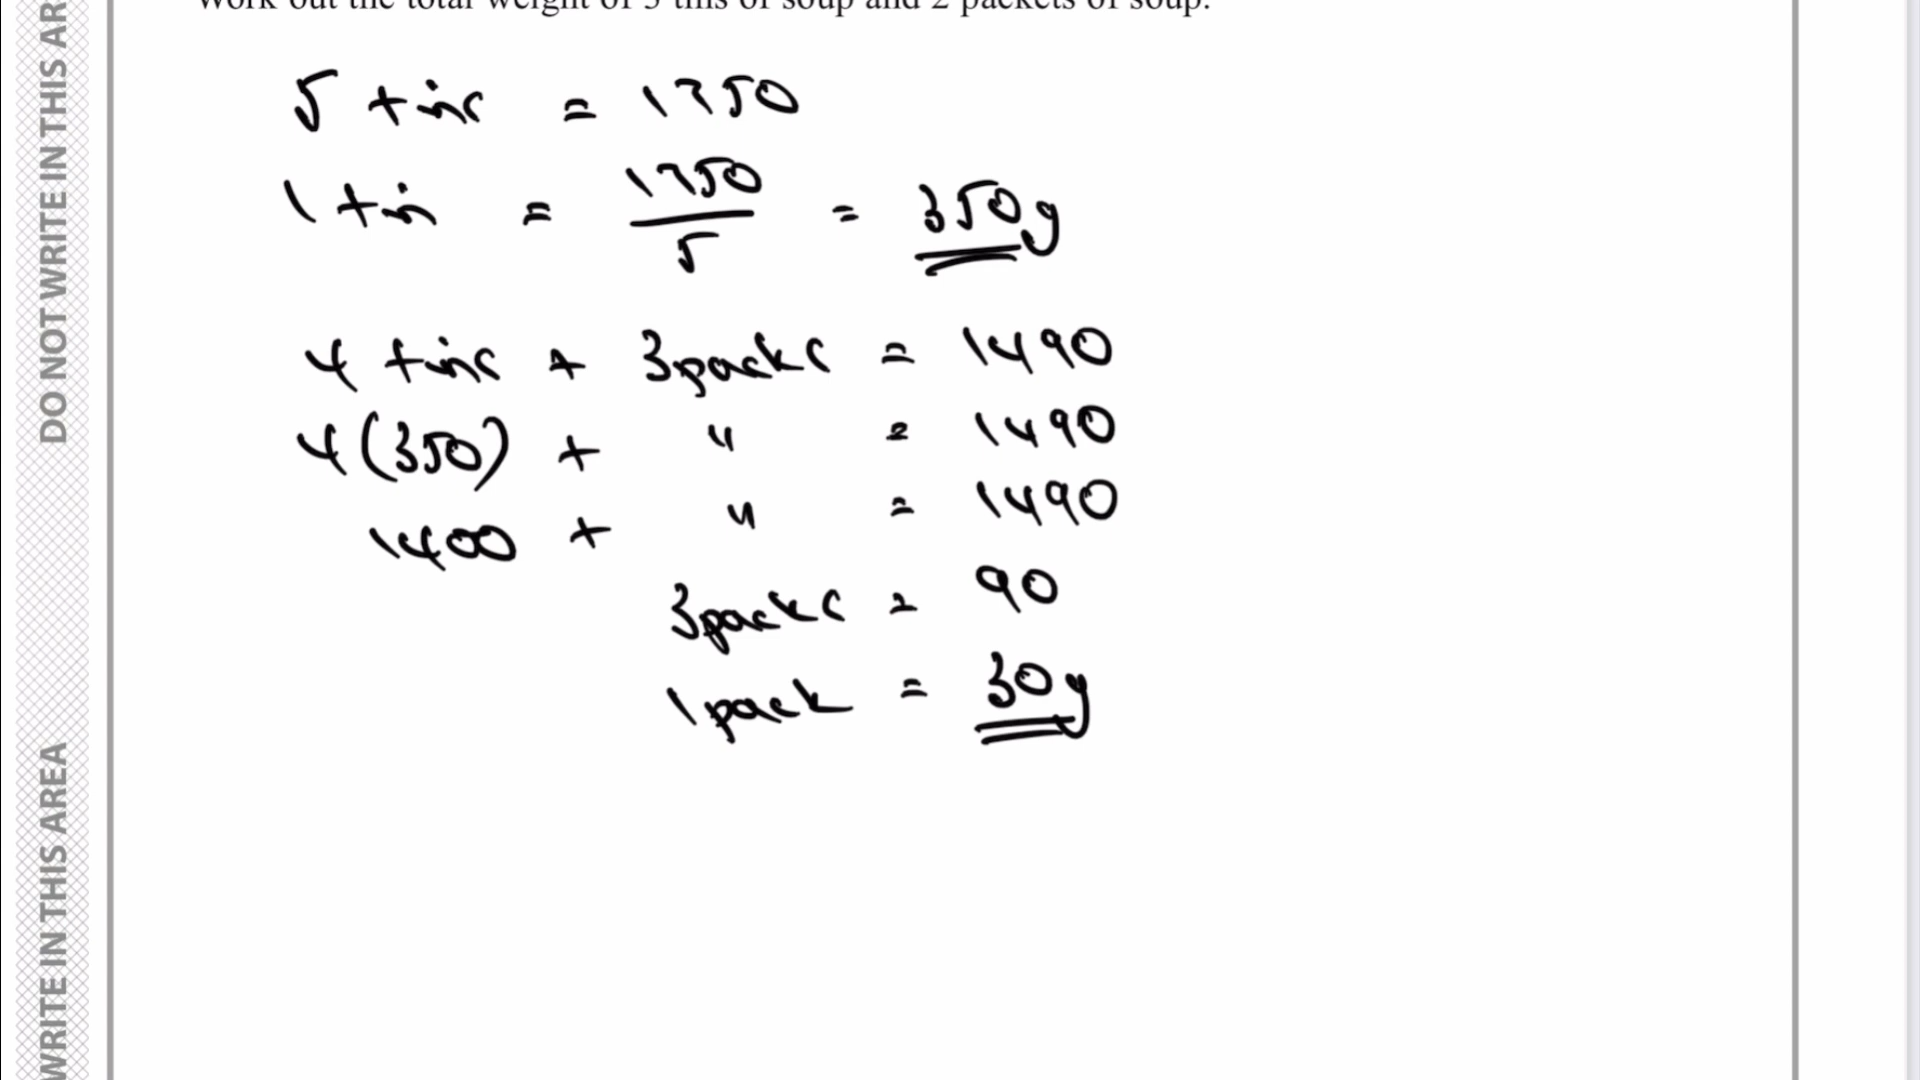 Work out the total weight of 3 tins of soup and 2 packets of soup.
5 tins = 1750
1 tin = 1750/5 = 350g
4 tins + 3packs = 1490
4(350) + " = 1490
1400 + " = 1490
3packs = 90
1 pack = 30g
DO NOT WRITE IN THIS AR
WRITE IN THIS AREA